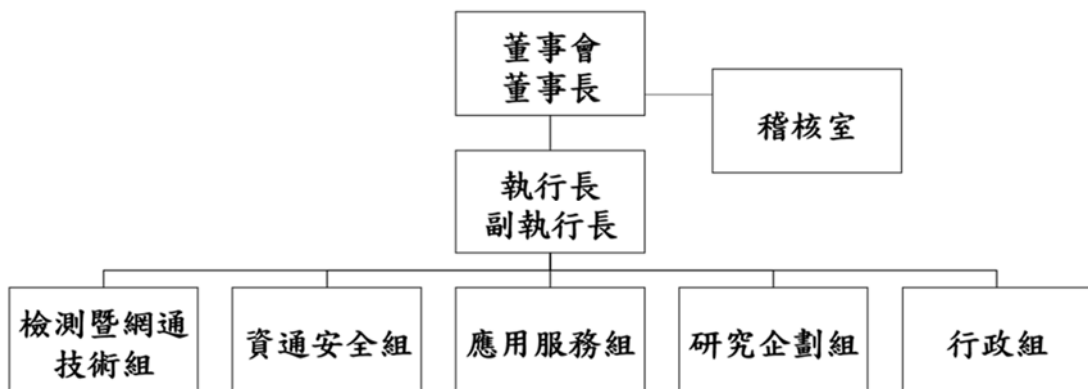 董事會
董事長
稽核室
執行長
副執行長
檢測暨網通
技術組
資通安全組
應用服務組
研究企劃組
行政組